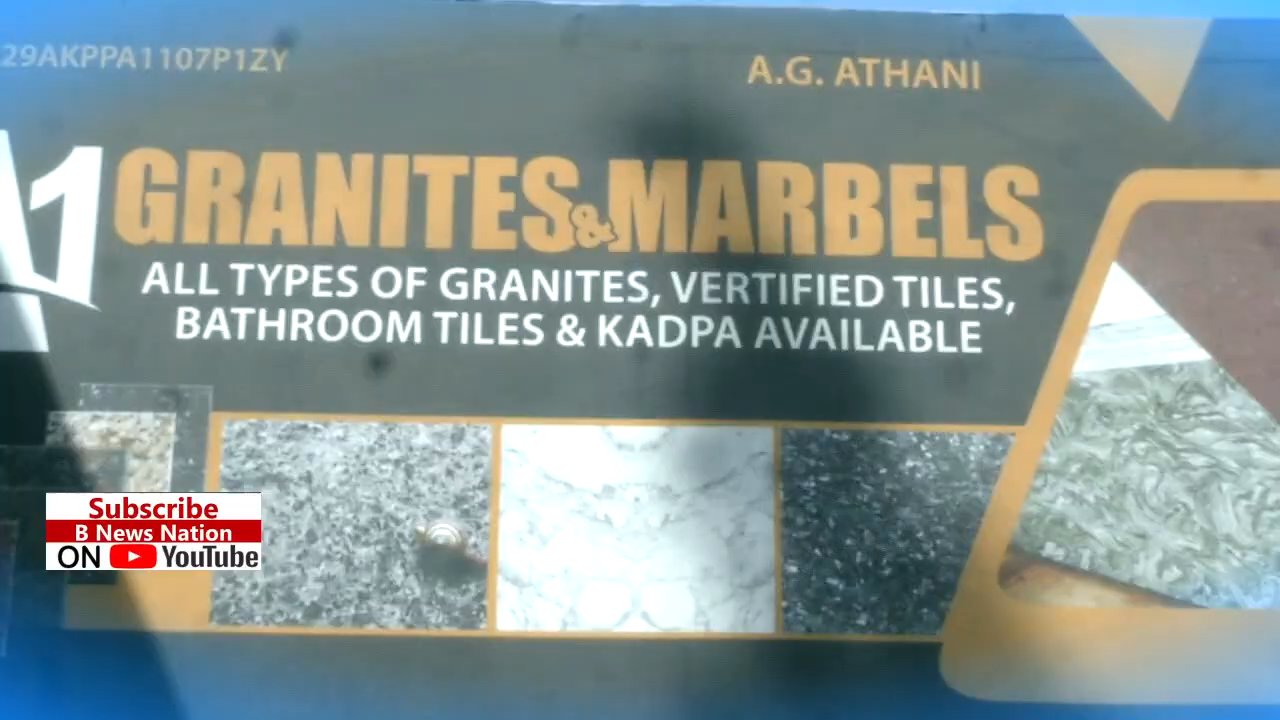 29AKPPA1107P1ZY
A.G. ATHANI
A1 GRANITES & MARBELS
ALL TYPES OF GRANITES, VERTIFIED TILES,
BATHROOM TILES & KADPA AVAILABLE
Subscribe
B News Nation
ON YouTube